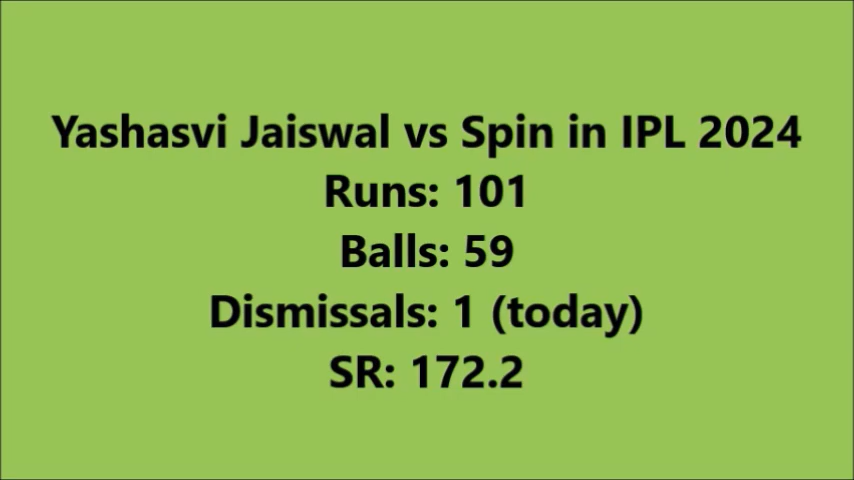 Yashasvi Jaiswal vs Spin in IPL 2024
Runs: 101
Balls: 59
Dismissals: 1 (today)
SR: 172.2